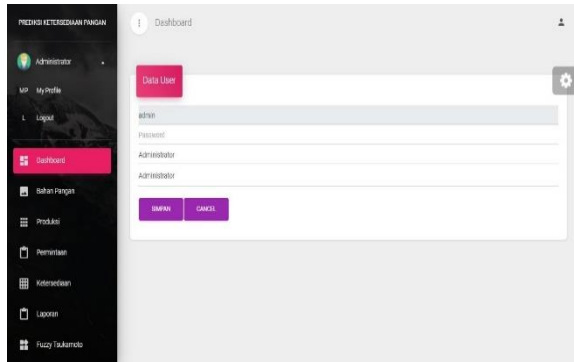 PREDIKSI KETERSEDIAAN PANGAN
Dashboard
Administrator
MP My Profile
L Logout
Dashboard
Bahan Pangan
Produksi
Permintaan
Ketersediaan
Laporan
Fuzzy Tsukamoto
Data User
admin
Password
Administrator
Administrator
SIMPAN
CANCEL